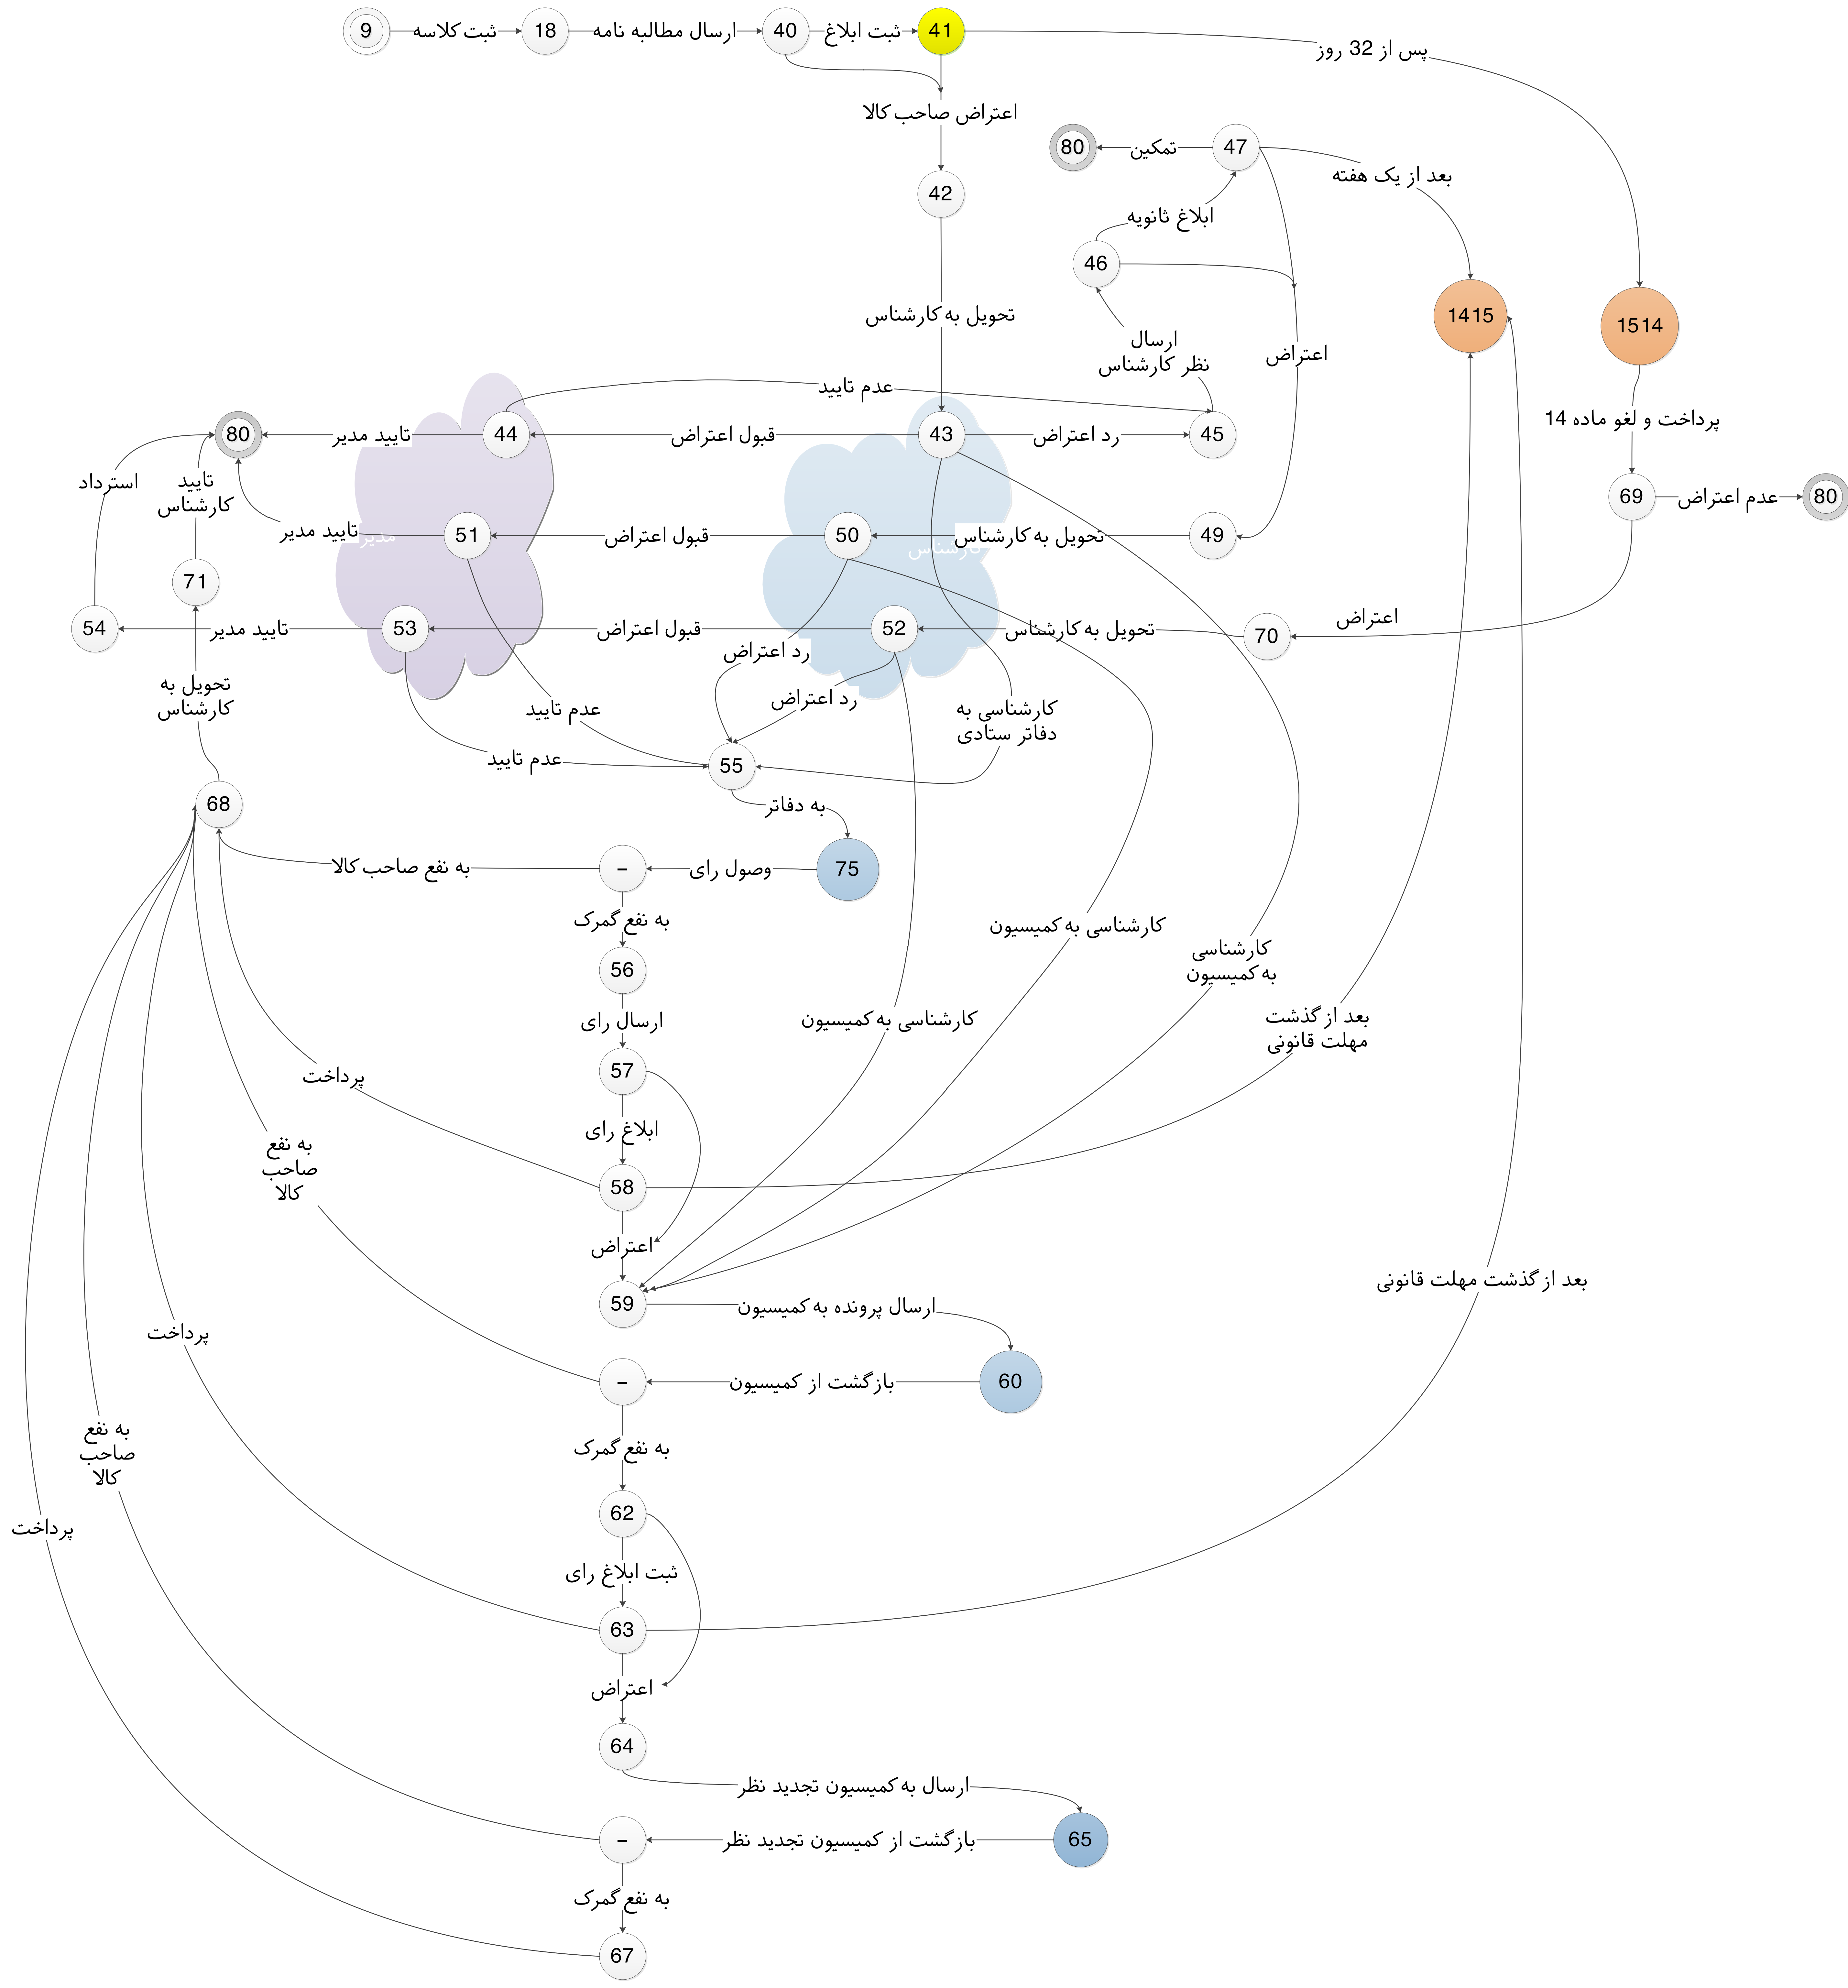 9
ثبت کلاسه
18
ارسال مطالبه نامه
40
ثبت ابلاغ
41
پس از 32 روز
اعتراض صاحب کالا
80
تمکین
47
بعد از یک هفته
42
ابلاغ ثانویه
46
1415
1514
تحویل به کارشناس
ارسال
نظر کارشناس
اعتراض
عدم تایید
پرداخت و لغو ماده 14
80
تایید مدیر
44
قبول اعتراض
43
رد اعتراض
45
استرداد
تایید
کارشناس
69
عدم اعتراض
80
تایید مدیر
مدیر
51
قبول اعتراض
50
کارشناس
تحویل به کارشناس
49
71
54
تایید مدیر
53
قبول اعتراض
52
تحویل به کارشناس
70
اعتراض
رد اعتراض
تحویل به
کارشناس
رد اعتراض
عدم تایید
کارشناسی به
دفاتر ستادی
عدم تایید
55
68
به دفاتر
به نفع صاحب کالا
–
وصول رای
75
به نفع گمرک
کارشناسی به کمیسیون
کارشناسی
به کمیسیون
56
ارسال رای
کارشناسی به کمیسیون
بعد از گذشت
مهلت قانونی
57
پرداخت
ابلاغ رای
به نفع
صاحب
کالا
58
اعتراض
بعد از گذشت مهلت قانونی
59
ارسال پرونده به کمیسیون
پرداخت
–
بازگشت از کمیسیون
60
به نفع
صاحب
کالا
به نفع گمرک
62
پرداخت
ثبت ابلاغ رای
63
اعتراض
64
ارسال به کمیسیون تجدید نظر
–
بازگشت از کمیسیون تجدید نظر
65
به نفع گمرک
67